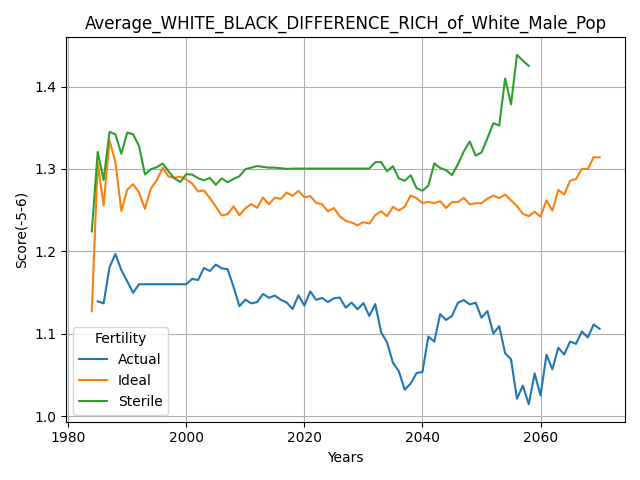 Average_WHITE_BLACK_DIFFERENCE_RICH_of_White_Male_Pop
Score(-5-6)
1.4
1.3
1.2
1.1
1.0
Fertility
Actual
Ideal
Sterile
1980 2000 2020 2040 2060
Years